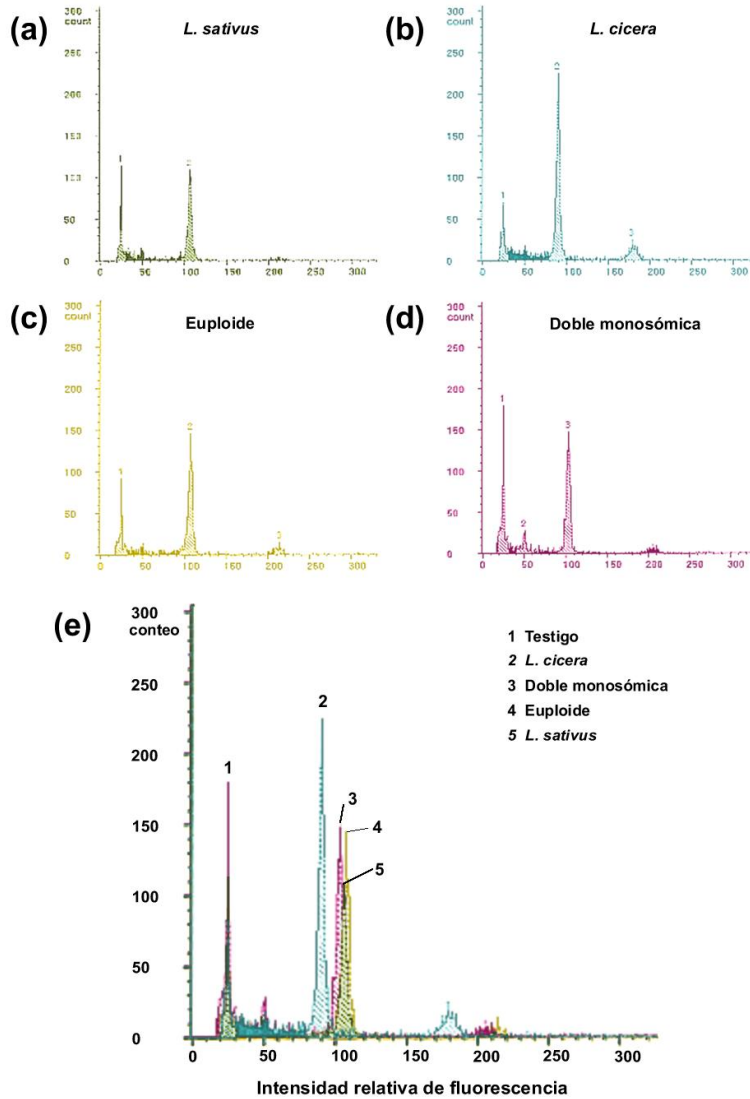 (a)
L. sativus
300
count
250
200
150
100
50
0
1
2
0 50 100 150 200 250 300
(b)
L. cicera
300
count
250
200
150
100
50
0
1
2
3
0 50 100 150 200 250 300
(c)
Euploide
300
count
250
200
150
100
50
0
1
2
3
0 50 100 150 200 250 300
(d)
Doble monosómica
300
count
250
200
150
100
50
0
1
2
3
0 50 100 150 200 250 300
(e)
300
conteo
250
200
150
100
50
0
1
2
3
4
5
0 50 100 150 200 250 300
Intensidad relativa de fluorescencia
1 Testigo
2 L. cicera
3 Doble monosómica
4 Euploide
5 L. sativus